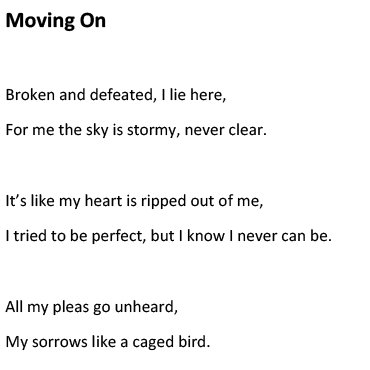 Moving On
Broken and defeated, I lie here,
For me the sky is stormy, never clear.
It’s like my heart is ripped out of me,
I tried to be perfect, but I know I never can be.
All my pleas go unheard,
My sorrows like a caged bird.